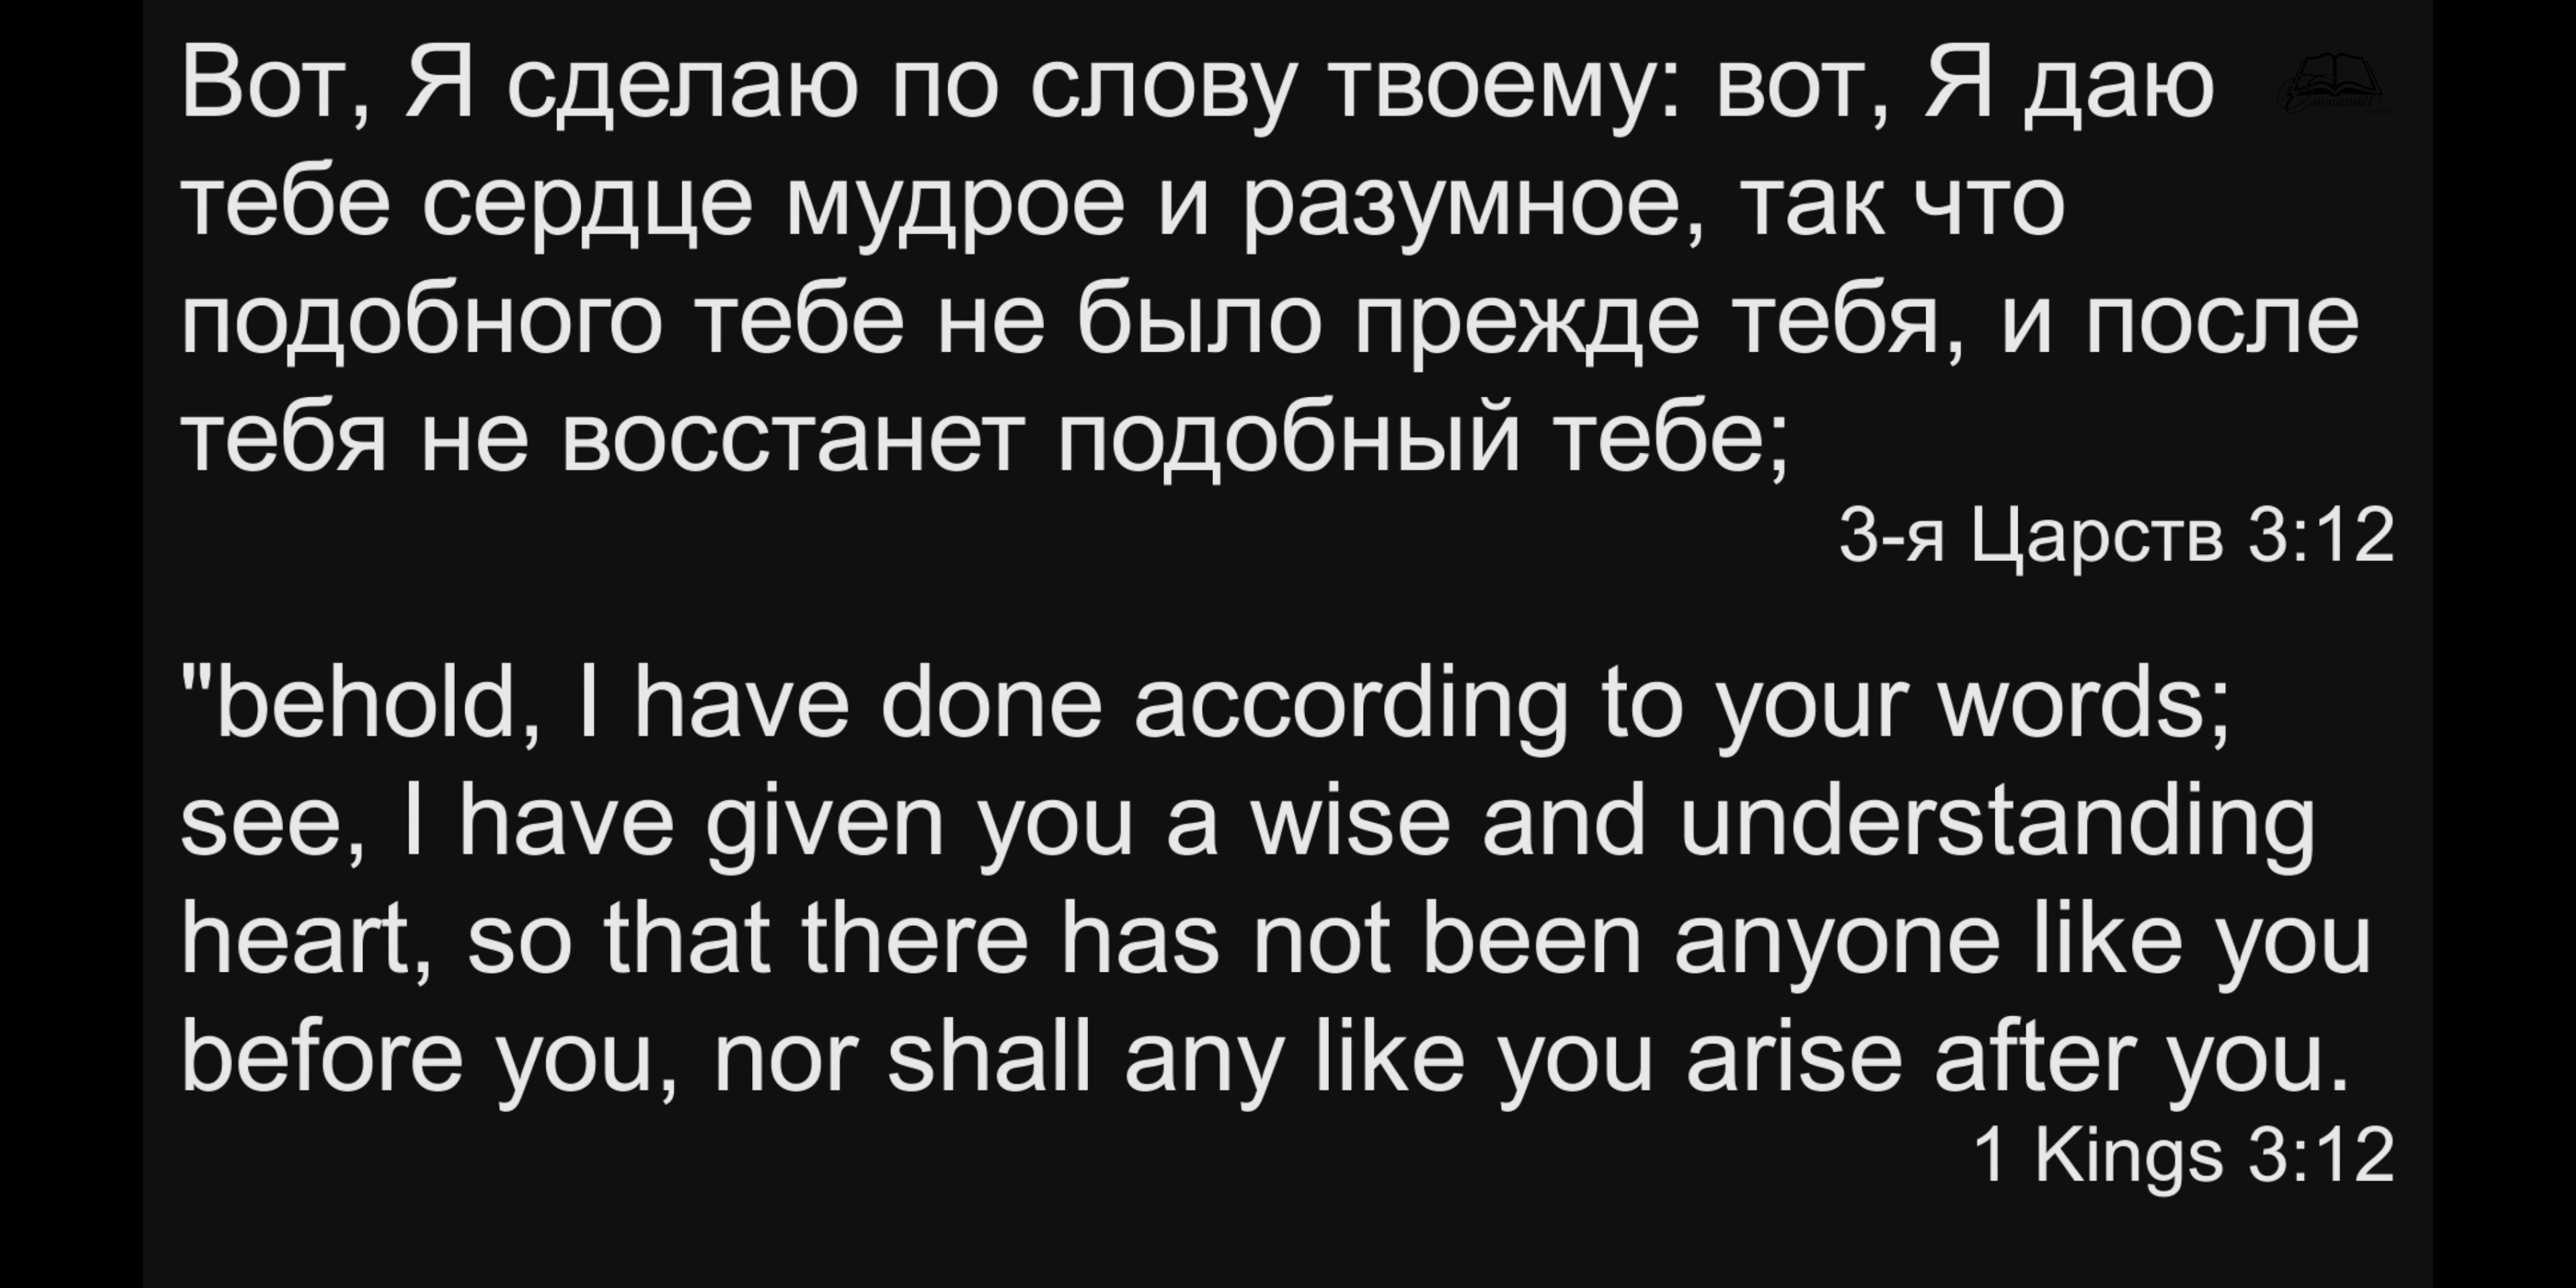 Вот, Я сделаю по слову твоему: вот, Я даю
тебе сердце мудрое и разумное, так что
подобного тебе не было прежде тебя, и после
тебя не восстанет подобный тебе;
3-я Царств 3:12
"behold, I have done according to your words;
see, I have given you a wise and understanding
heart, so that there has not been anyone like you
before you, nor shall any like you arise after you.
1 Kings 3:12
Emmanuel